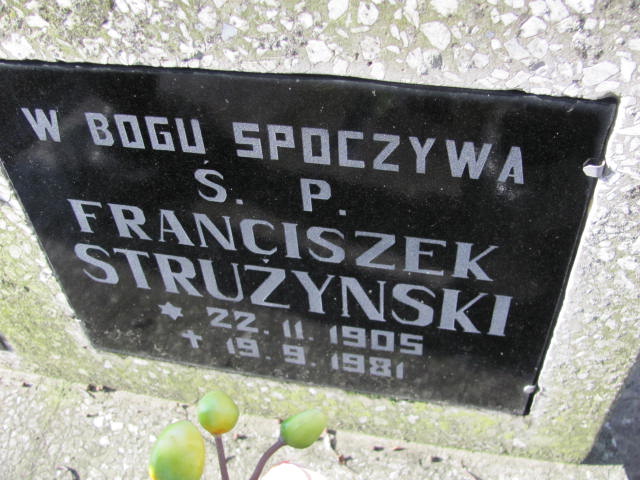 W BOGU SPOCZYWA
Ś. P.
FRANCISZEK
STRUŻYNSKI
✶ 22.11.1905
✝ 19.9.1981